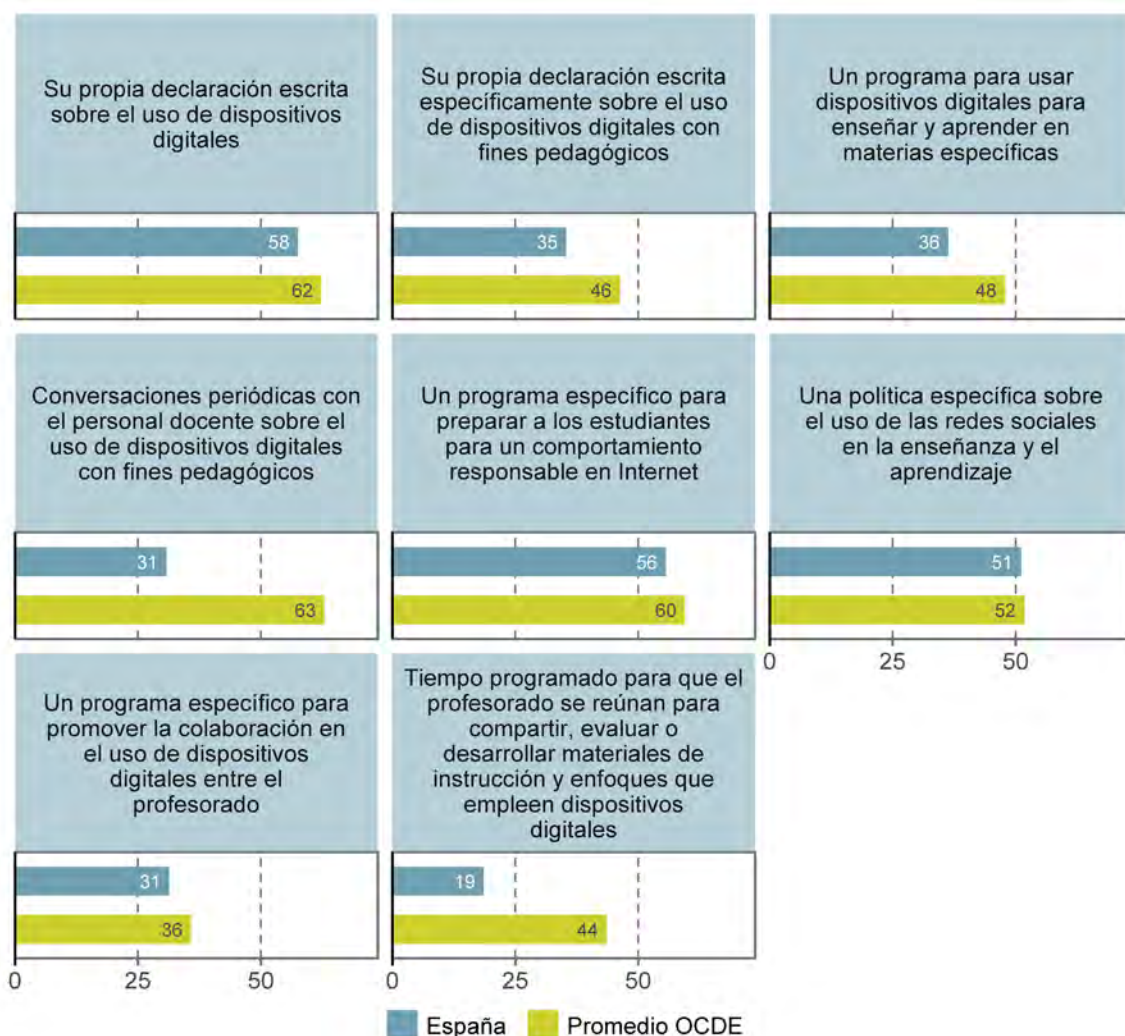 Su propia declaración escrita
sobre el uso de dispositivos
digitales
Su propia declaración escrita
específicamente sobre el uso
de dispositivos digitales con
fines pedagógicos
Un programa para usar
dispositivos digitales para
enseñar y aprender en
materias específicas
58
62
35
46
36
48
Conversaciones periódicas con
el personal docente sobre el
uso de dispositivos digitales
con fines pedagógicos
Un programa específico para
preparar a los estudiantes
para un comportamiento
responsable en Internet
Una política específica sobre
el uso de las redes sociales
en la enseñanza y el
aprendizaje
31
63
56
60
51
52
0 25 50
Un programa específico para
promover la colaboración en
el uso de dispositivos
digitales entre el
profesorado
Tiempo programado para que el
profesorado se reúnan para
compartir, evaluar o
desarrollar materiales de
instrucción y enfoques que
empleen dispositivos
digitales
31
36
19
44
0 25 50
0 25 50
España Promedio OCDE